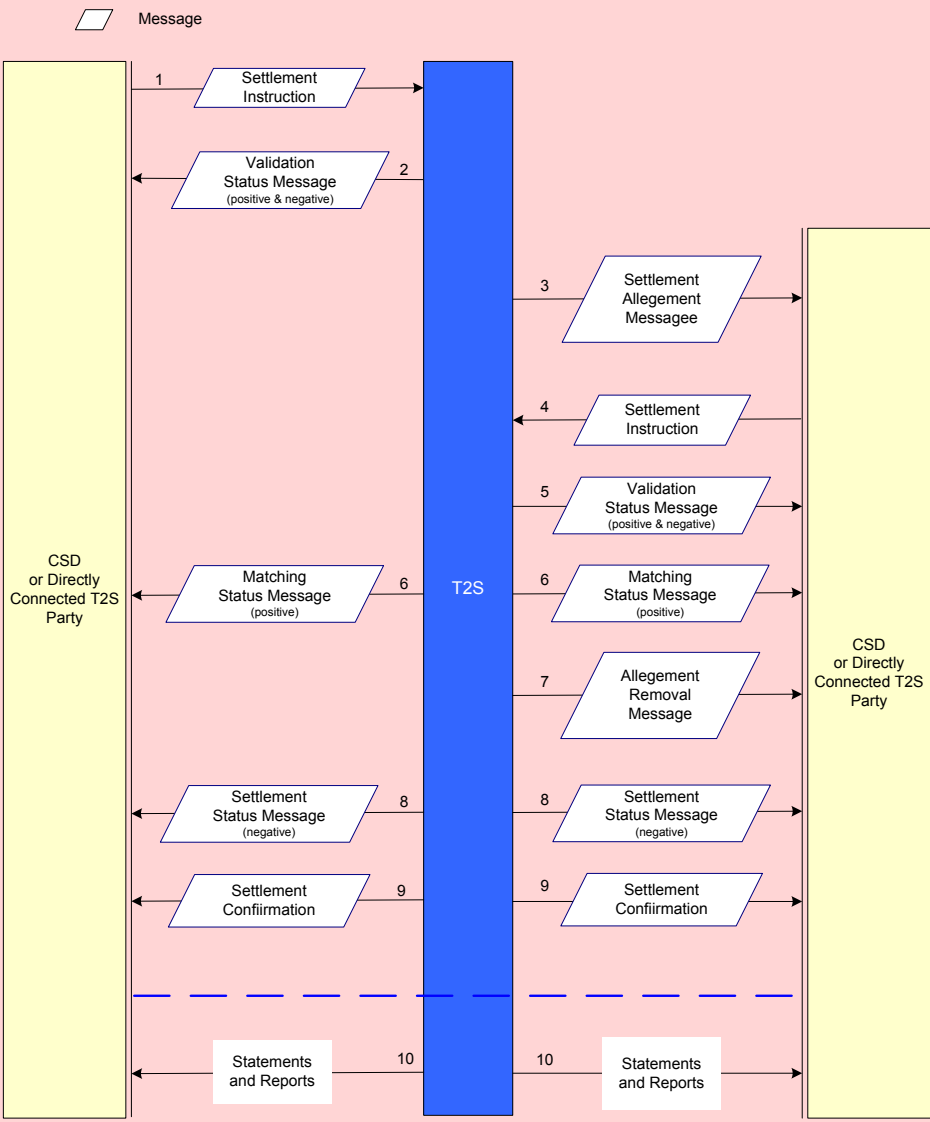 Message
1
Settlement
Instruction
Validation
Status Message
(positive & negative)
2
3
Settlement
Allegement
Messagee
4
Settlement
Instruction
5
Validation
Status Message
(positive & negative)
CSD
or Directly
Connected T2S
Party
Matching
Status Message
(positive)
6
T2S
6
Matching
Status Message
(positive)
CSD
or Directly
Connected T2S
Party
7
Allegement
Removal
Message
Settlement
Status Message
(negative)
8
8
Settlement
Status Message
(negative)
Settlement
Confiirmation
9
9
Settlement
Confiirmation
Statements
and Reports
10
10
Statements
and Reports